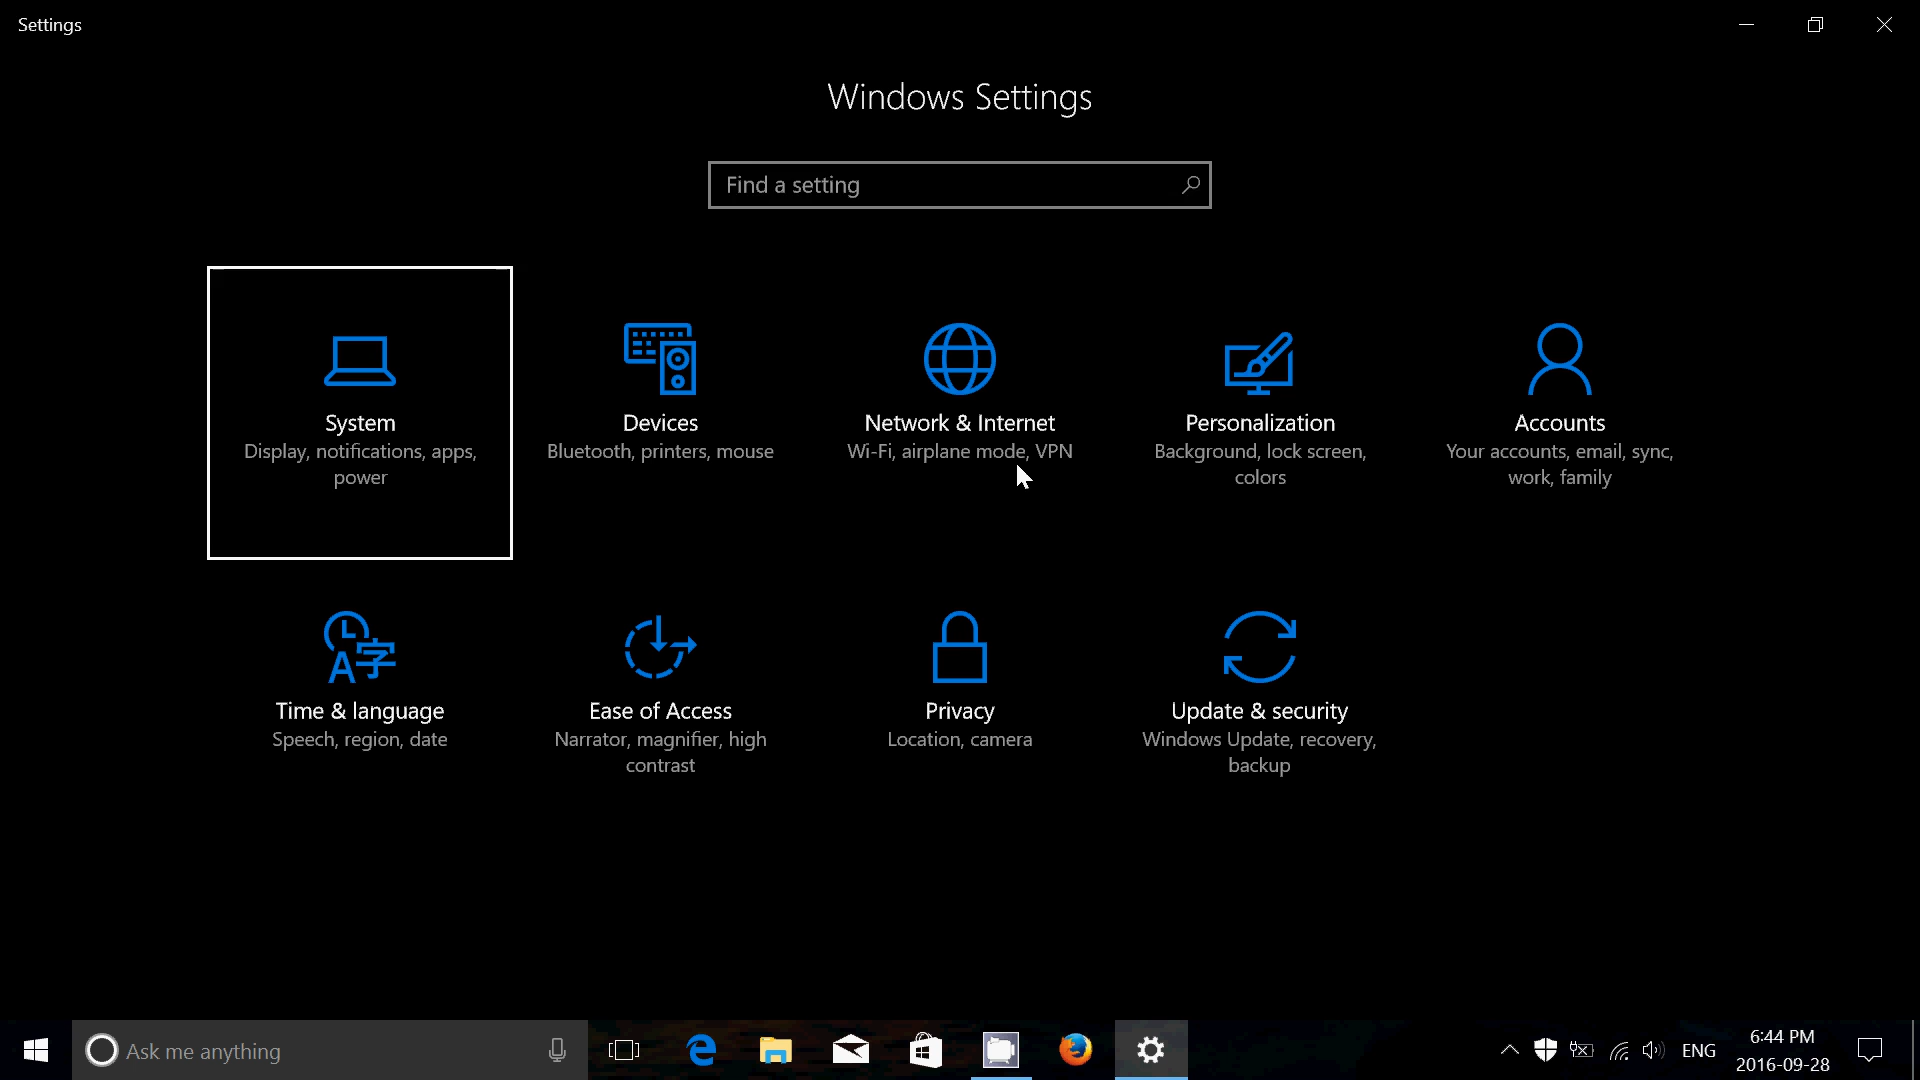 Settings
Windows Settings
Find a setting
System
Display, notifications, apps,
power
Devices
Bluetooth, printers, mouse
Network & Internet
Wi-Fi, airplane mode, VPN
Personalization
Background, lock screen,
colors
Accounts
Your accounts, email, sync,
work, family
Time & language
Speech, region, date
Ease of Access
Narrator, magnifier, high
contrast
Privacy
Location, camera
Update & security
Windows Update, recovery,
backup
Ask me anything
ENG
6:44 PM
2016-09-28